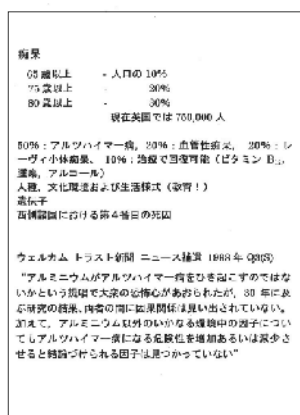 痴呆
65 歳以上 - 人口の 10%
75 歳以上 - 20%
80 歳以上 - 30%
現在英国では 750,000 人
50%:アルツハイマー病, 20%:血管性痴呆, 20%:レ
ーヴィ小体痴呆, 10%:治療で回復可能(ビタミン B₁₂,
腫瘍, アルコール)
人種, 文化環境および生活様式(教育!)
遺伝子
西欧諸国における第4番目の死因
ウェルカム トラスト新聞 ニュース抜選 1998 年 Q3(5)
"アルミニウムがアルツハイマー病をひき起こすのではな
いかという説明で大衆の恐怖心があおられたが, 30 年に及
ぶ研究の結果, 両者の間に因果関係は見い出されていない。
加えて, アルミニウム以外のいかなる環境中の因子につい
てもアルツハイマー病になる危険性を増加あるいは減少さ
せると結論づけられる因子は見つかっていない"